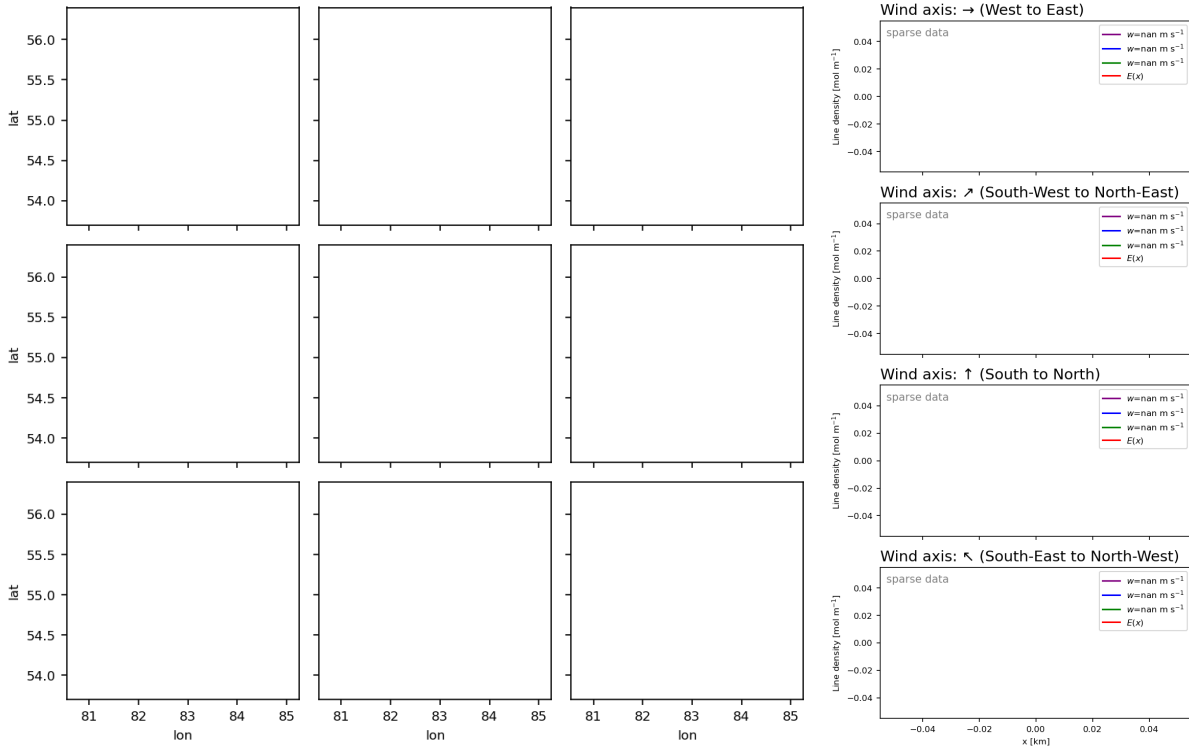 56.0
55.5
55.0
54.5
54.0
lat
56.0
55.5
55.0
54.5
54.0
lat
56.0
55.5
55.0
54.5
54.0
lat
81 82 83 84 85
lon
81 82 83 84 85
lon
81 82 83 84 85
lon
Wind axis: → (West to East)
sparse data
w=nan m s⁻¹
w=nan m s⁻¹
w=nan m s⁻¹
E(x)
0.04
0.02
0.00
−0.02
−0.04
Line density [mol m⁻¹]
Wind axis: ↗ (South-West to North-East)
sparse data
w=nan m s⁻¹
w=nan m s⁻¹
w=nan m s⁻¹
E(x)
0.04
0.02
0.00
−0.02
−0.04
Line density [mol m⁻¹]
Wind axis: ↑ (South to North)
sparse data
w=nan m s⁻¹
w=nan m s⁻¹
w=nan m s⁻¹
E(x)
0.04
0.02
0.00
−0.02
−0.04
Line density [mol m⁻¹]
Wind axis: ↖ (South-East to North-West)
sparse data
w=nan m s⁻¹
w=nan m s⁻¹
w=nan m s⁻¹
E(x)
0.04
0.02
0.00
−0.02
−0.04
Line density [mol m⁻¹]
−0.04 −0.02 0.00 0.02 0.04
x [km]